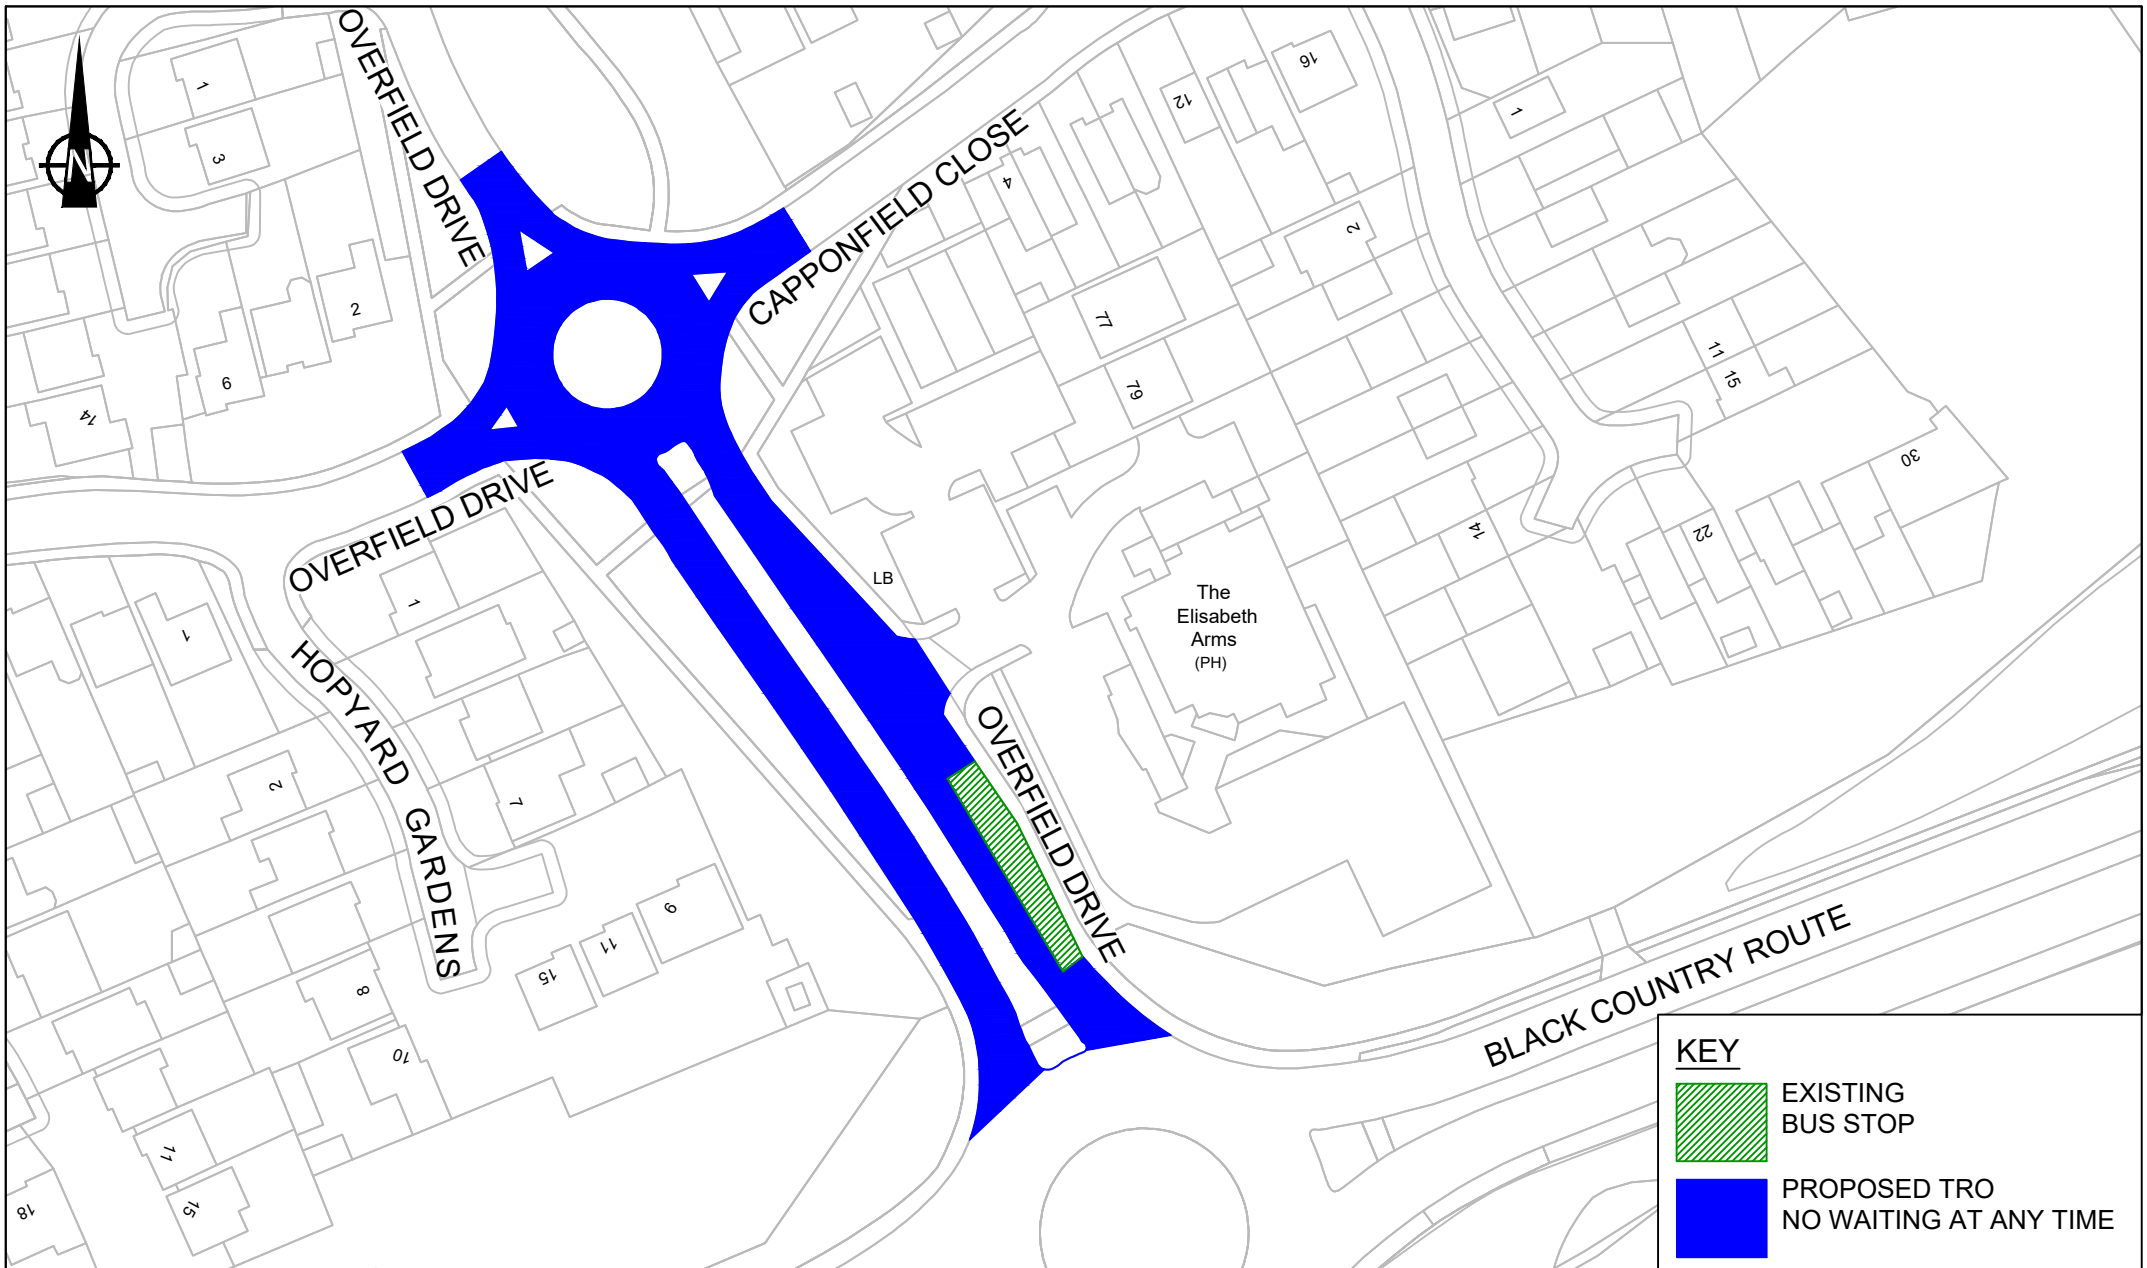 OVERFIELD DRIVE
N
1
3
2
6
14
16
12
4
CAPPONFIELD CLOSE
1
2
77
79
11
15
30
22
14
OVERFIELD DRIVE
LB
The
Elisabeth
Arms
(PH)
1
1
HOPYARD GARDENS
2
7
OVERFIELD DRIVE
9
11
15
8
10
11
15
18
BLACK COUNTRY ROUTE
KEY
EXISTING
BUS STOP
PROPOSED TRO
NO WAITING AT ANY TIME